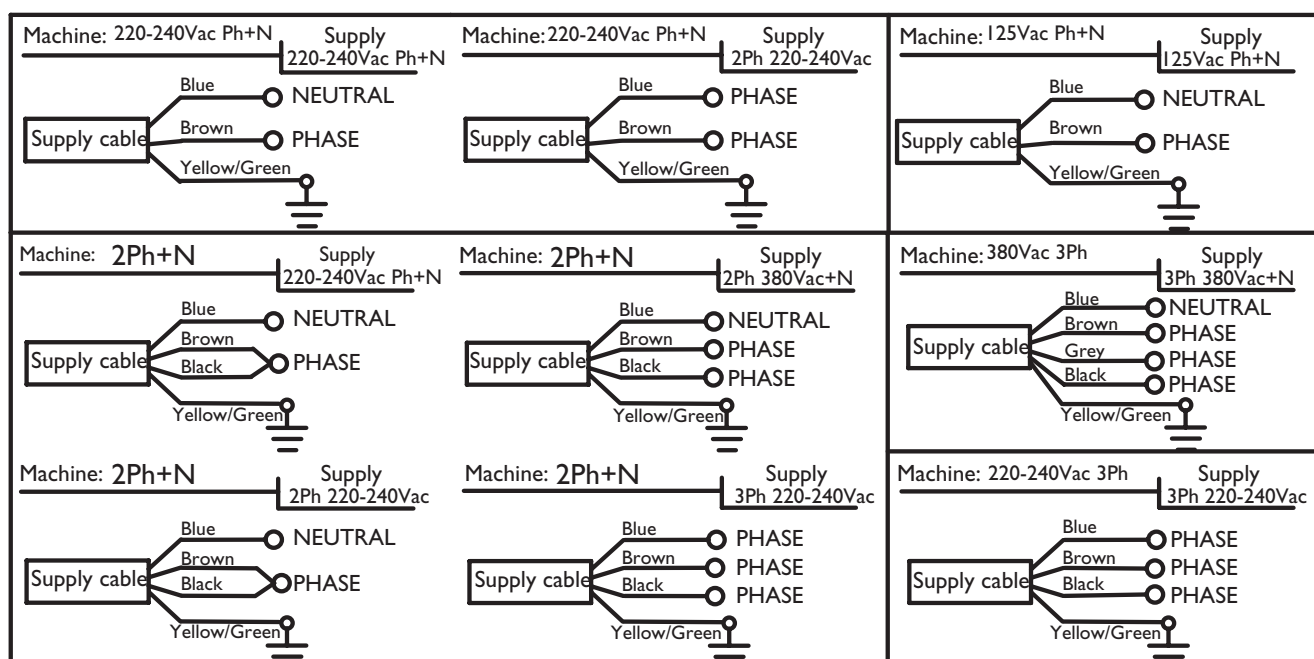 Machine: 220-240Vac Ph+N
Supply
220-240Vac Ph+N
Blue
NEUTRAL
Supply cable
Brown
PHASE
Yellow/Green
Machine: 220-240Vac Ph+N
Supply
2Ph 220-240Vac
Blue
PHASE
Supply cable
Brown
PHASE
Yellow/Green
Machine: 125Vac Ph+N
Supply
125Vac Ph+N
Blue
NEUTRAL
Supply cable
Brown
PHASE
Yellow/Green
Machine: 2Ph+N
Supply
220-240Vac Ph+N
Blue
NEUTRAL
Brown
Supply cable
PHASE
Black
Yellow/Green
Machine: 2Ph+N
Supply
2Ph 380Vac+N
Blue
NEUTRAL
Brown
PHASE
Supply cable
Black
PHASE
Yellow/Green
Machine: 380Vac 3Ph
Supply
3Ph 380Vac+N
Blue
NEUTRAL
Brown
PHASE
Supply cable
Grey
PHASE
Black
PHASE
Yellow/Green
Machine: 2Ph+N
Supply
2Ph 220-240Vac
Blue
NEUTRAL
Brown
Supply cable
PHASE
Black
Yellow/Green
Machine: 2Ph+N
Supply
3Ph 220-240Vac
Blue
PHASE
Brown
PHASE
Supply cable
Black
PHASE
Yellow/Green
Machine: 220-240Vac 3Ph
Supply
3Ph 220-240Vac
Blue
PHASE
Brown
PHASE
Supply cable
Black
PHASE
Yellow/Green